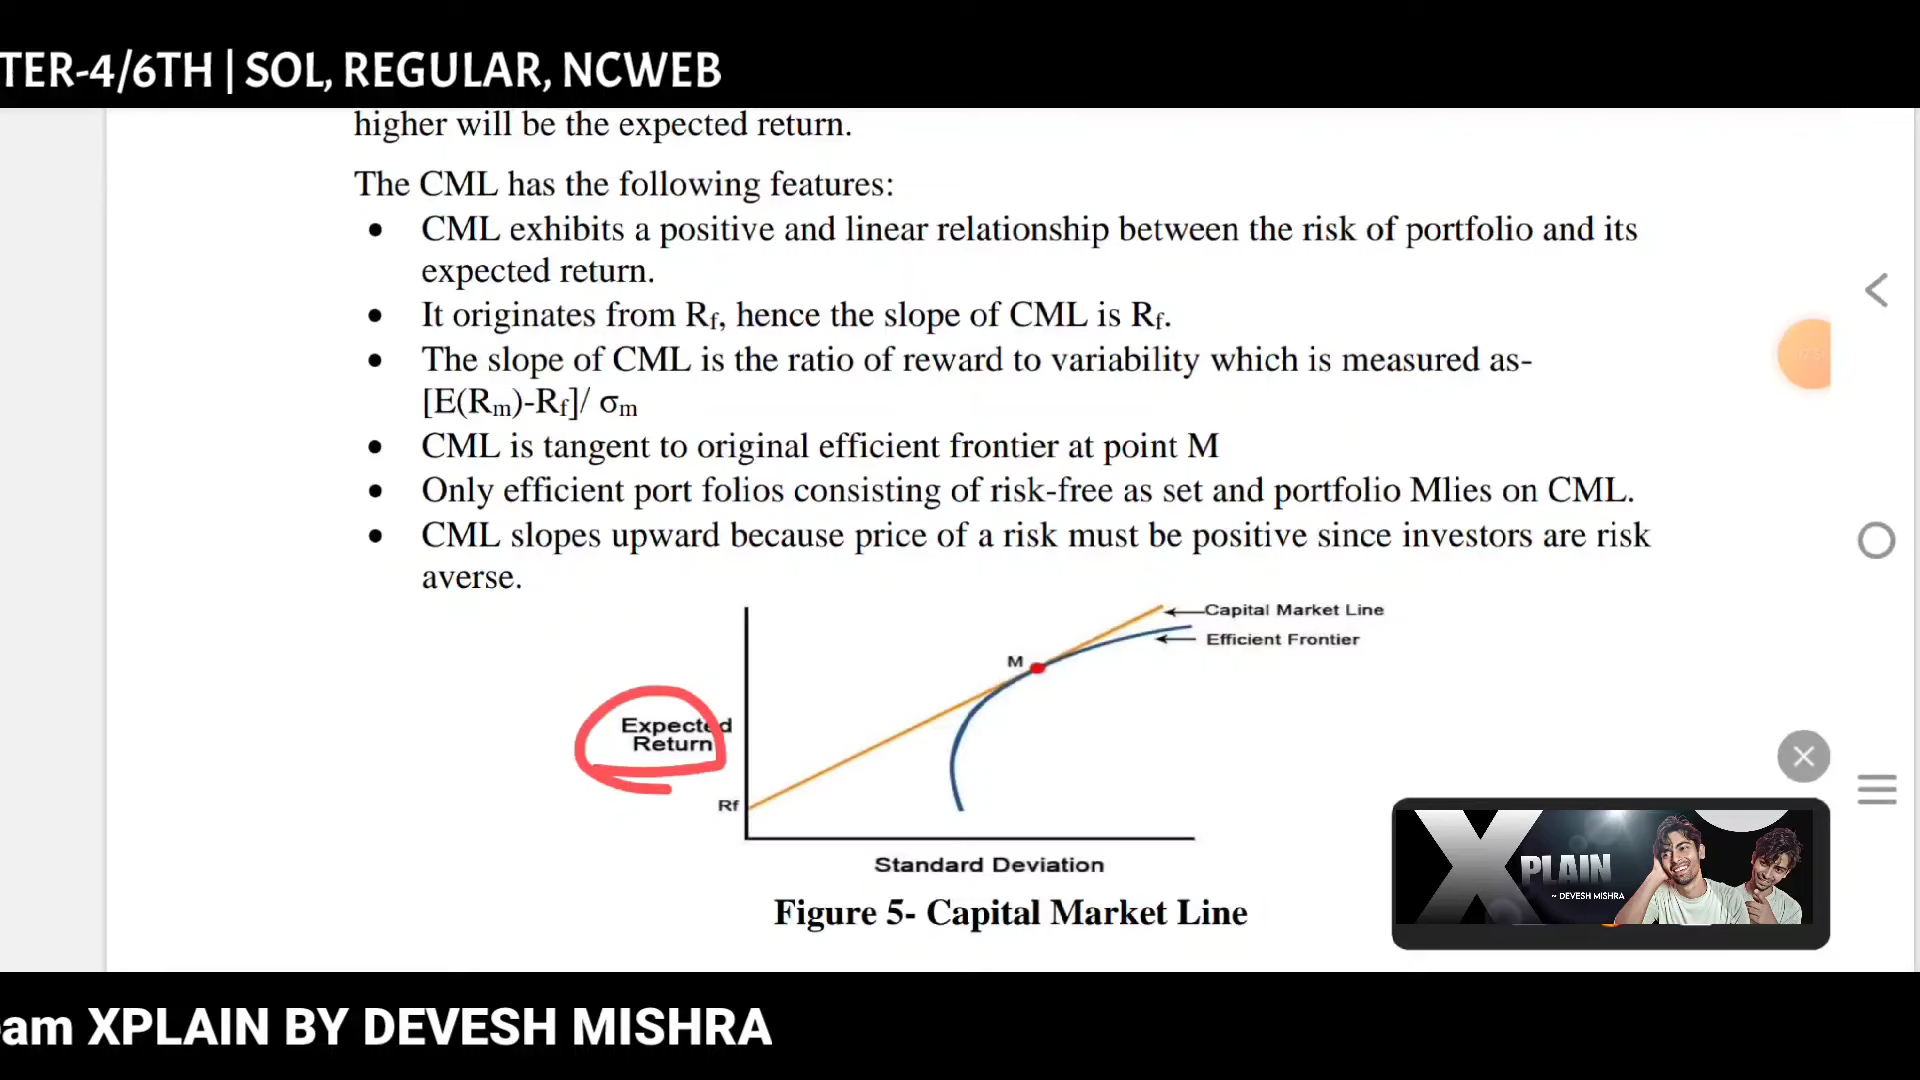 TER-4/6TH | SOL, REGULAR, NCWEB
higher will be the expected return.
The CML has the following features:
• CML exhibits a positive and linear relationship between the risk of portfolio and its
expected return.
• It originates from Rf, hence the slope of CML is Rf.
• The slope of CML is the ratio of reward to variability which is measured as-
[E(Rm)-Rf]/ σm
• CML is tangent to original efficient frontier at point M
• Only efficient port folios consisting of risk-free as set and portfolio Mlies on CML.
• CML slopes upward because price of a risk must be positive since investors are risk
averse.
Capital Market Line
Efficient Frontier
M
Expected
Return
Rf
Standard Deviation
Figure 5- Capital Market Line
XPLAIN
~ DEVESH MISHRA
eam XPLAIN BY DEVESH MISHRA